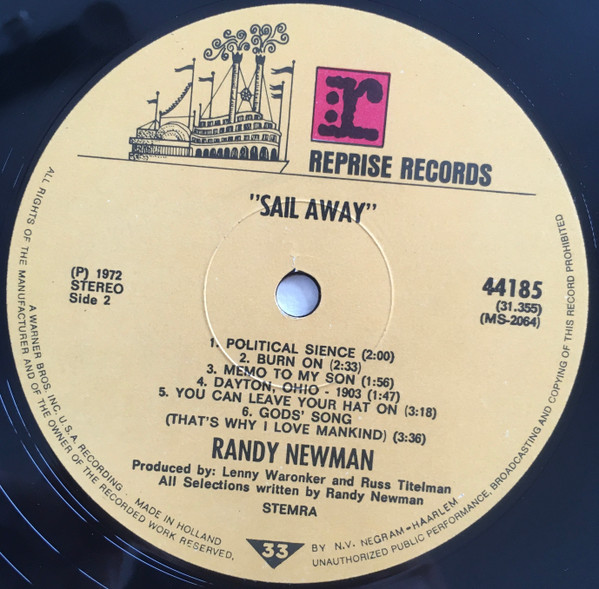 r
REPRISE RECORDS
"SAIL AWAY"
(P) 1972
STEREO
Side 2
44185
(31.355)
(MS-2064)
1. POLITICAL SIENCE (2:00)
2. BURN ON (2:33)
3. MEMO TO MY SON (1:56)
4. DAYTON, OHIO - 1903 (1:47)
5. YOU CAN LEAVE YOUR HAT ON (3:18)
6. GODS' SONG
(THAT'S WHY I LOVE MANKIND) (3:36)
RANDY NEWMAN
Produced by: Lenny Waronker and Russ Titelman
All Selections written by Randy Newman
STEMRA
33
ALL RIGHTS OF THE MANUFACTURER AND OF THE OWNER OF THE RECORDED WORK RESERVED.
A WARNER BROS. INC. U.S.A. RECORDING
MADE IN HOLLAND
BY N.V. NEGRAM-HAARLEM
UNAUTHORIZED PUBLIC PERFORMANCE, BROADCASTING AND COPYING OF THIS RECORD PROHIBITED